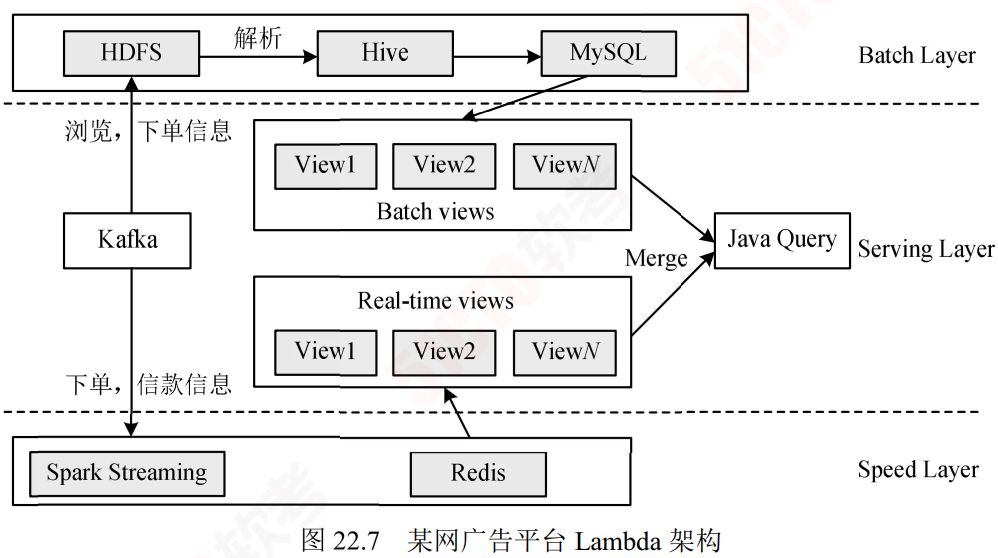 HDFS
解析
Hive
MySQL
Batch Layer
浏览，下单信息
View1
View2
ViewN
Batch views
Kafka
Java Query
Serving Layer
Merge
Real-time views
View1
View2
ViewN
下单，信款信息
Spark Streaming
Redis
Speed Layer
图 22.7 某网广告平台 Lambda 架构